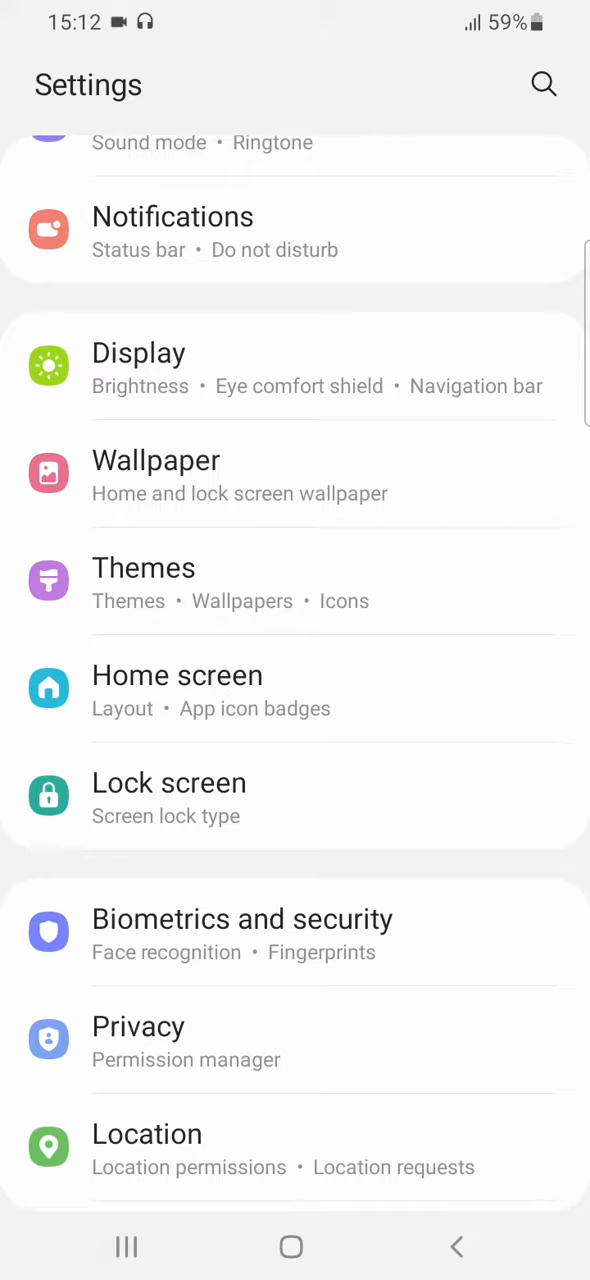 15:12 59%
Settings
Sound mode • Ringtone
Notifications
Status bar • Do not disturb
Display
Brightness • Eye comfort shield • Navigation bar
Wallpaper
Home and lock screen wallpaper
Themes
Themes • Wallpapers • Icons
Home screen
Layout • App icon badges
Lock screen
Screen lock type
Biometrics and security
Face recognition • Fingerprints
Privacy
Permission manager
Location
Location permissions • Location requests